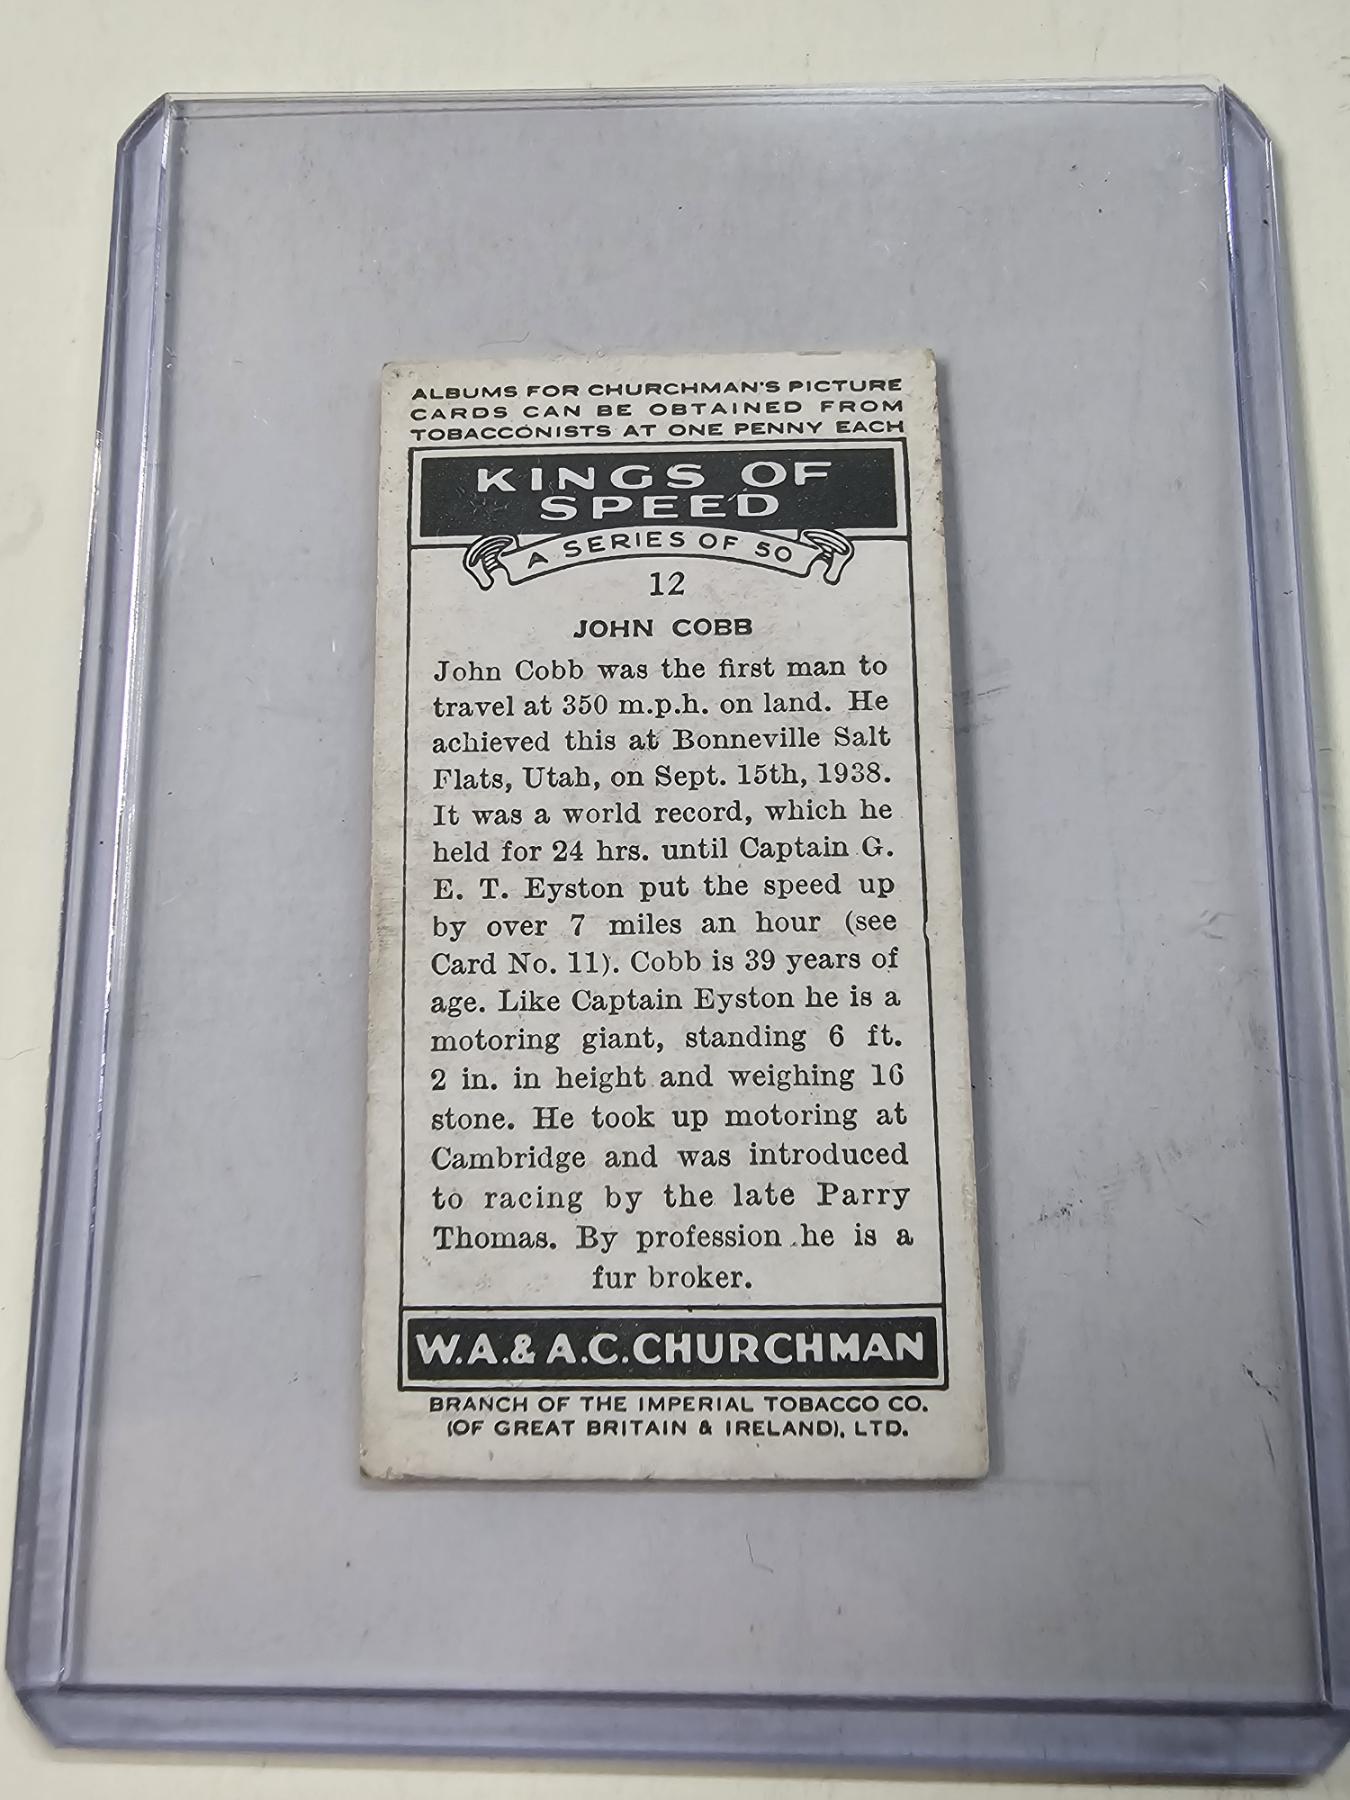 ALBUMS FOR CHURCHMAN'S PICTURE
CARDS CAN BE OBTAINED FROM
TOBACCONISTS AT ONE PENNY EACH
KINGS OF
SPEED
A SERIES OF 50
12
JOHN COBB
John Cobb was the first man to
travel at 350 m.p.h. on land. He
achieved this at Bonneville Salt
Flats, Utah, on Sept. 15th, 1938.
It was a world record, which he
held for 24 hrs. until Captain G.
E. T. Eyston put the speed up
by over 7 miles an hour (see
Card No. 11). Cobb is 39 years of
age. Like Captain Eyston he is a
motoring giant, standing 6 ft.
2 in. in height and weighing 16
stone. He took up motoring at
Cambridge and was introduced
to racing by the late Parry
Thomas. By profession he is a
fur broker.
W.A.& A.C.CHURCHMAN
BRANCH OF THE IMPERIAL TOBACCO CO.
(OF GREAT BRITAIN & IRELAND), LTD.